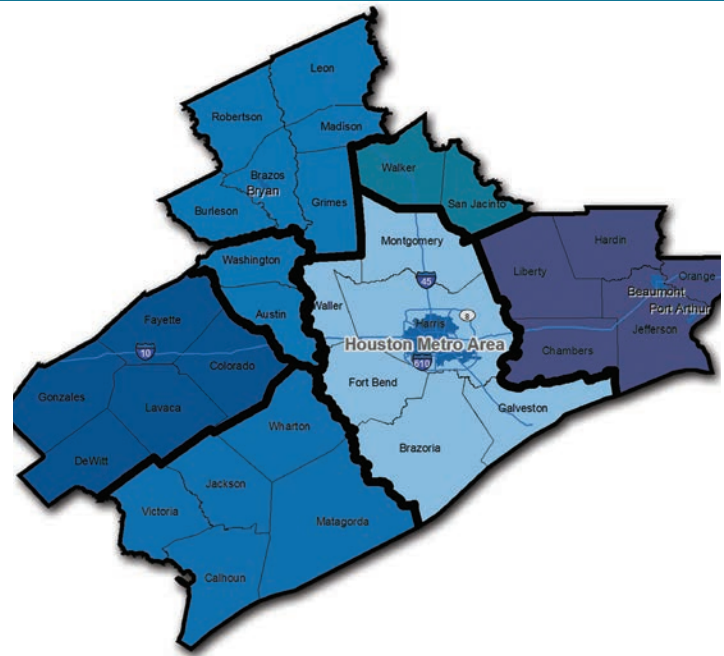 Leon
Robertson
Madison
Brazos
Bryan
Walker
Burleson
Grimes
San Jacinto
Hardin
Montgomery
Washington
Liberty
Orange
45
Beaumont
Waller
Port Arthur
Austin
8
Harris
Fayette
Jefferson
Houston Metro Area
10
Chambers
Colorado
610
Fort Bend
Gonzales
Galveston
Lavaca
Wharton
Brazoria
DeWitt
Jackson
Victoria
Matagorda
Calhoun